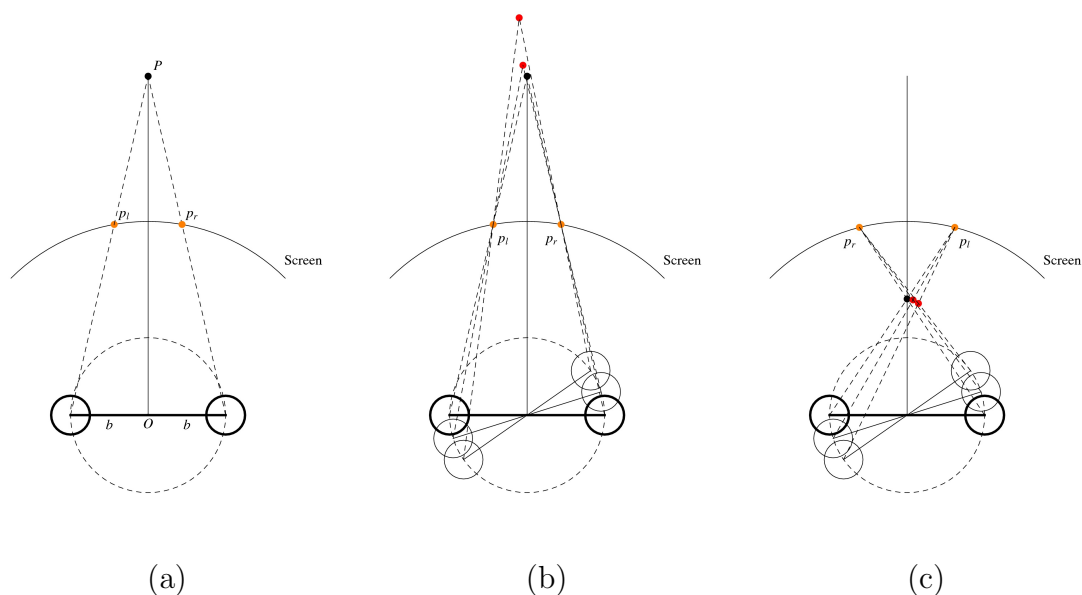 P
p_l p_r
Screen
b O b
(a)
p_l p_r
Screen
(b)
p_r p_l
Screen
(c)